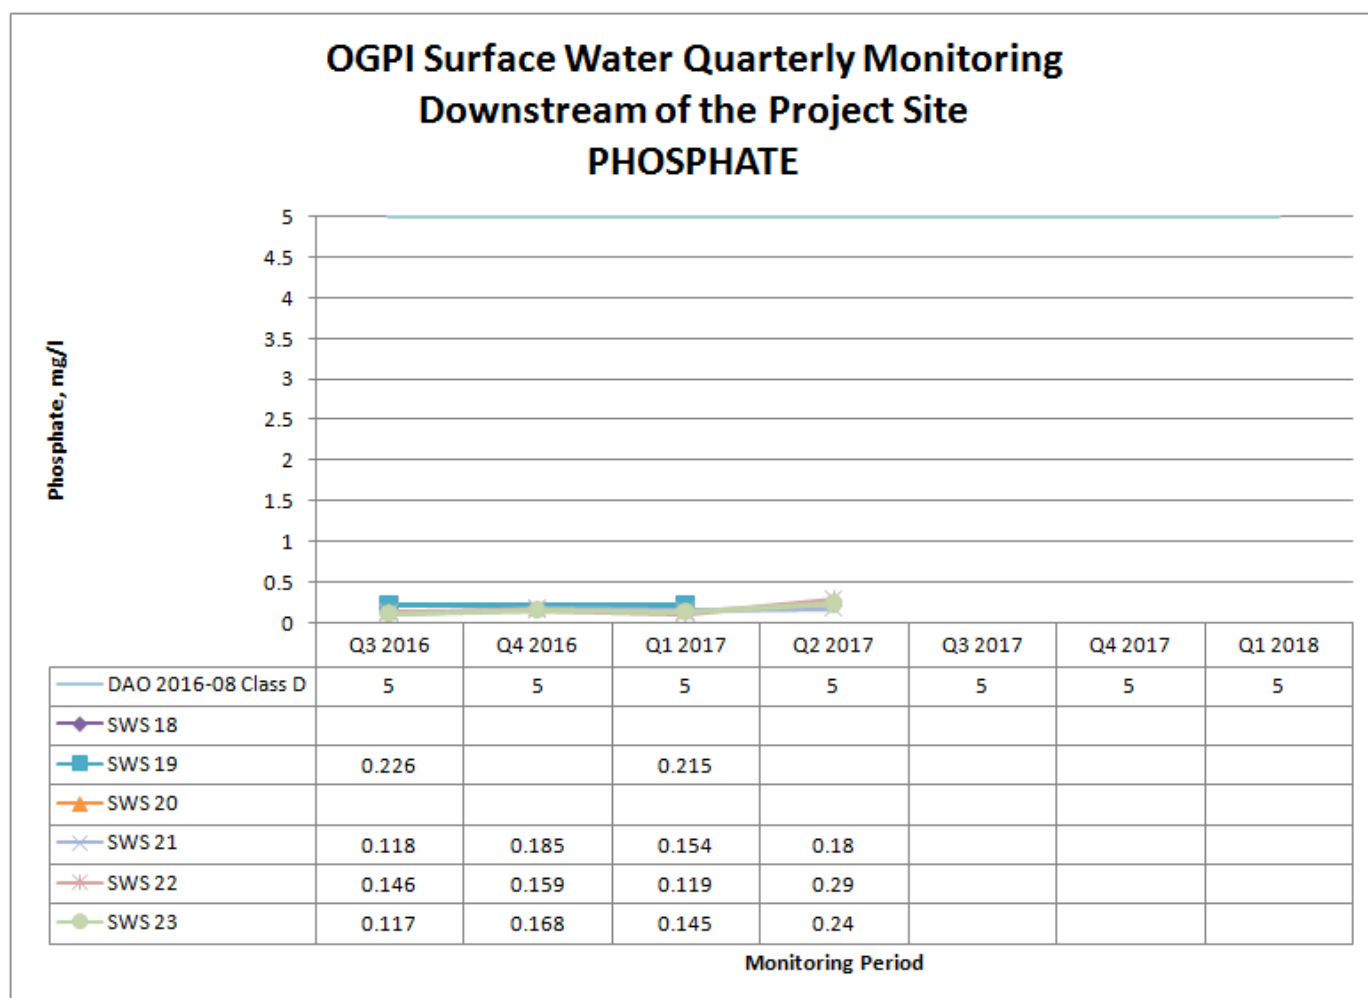 OGPI Surface Water Quarterly Monitoring
Downstream of the Project Site
PHOSPHATE
Phosphate, mg/l
5
4.5
4
3.5
3
2.5
2
1.5
1
0.5
0
Q3 2016 Q4 2016 Q1 2017 Q2 2017 Q3 2017 Q4 2017 Q1 2018
DAO 2016-08 Class D 5 5 5 5 5 5 5
SWS 18
SWS 19 0.226 0.215
SWS 20
SWS 21 0.118 0.185 0.154 0.18
SWS 22 0.146 0.159 0.119 0.29
SWS 23 0.117 0.168 0.145 0.24
Monitoring Period